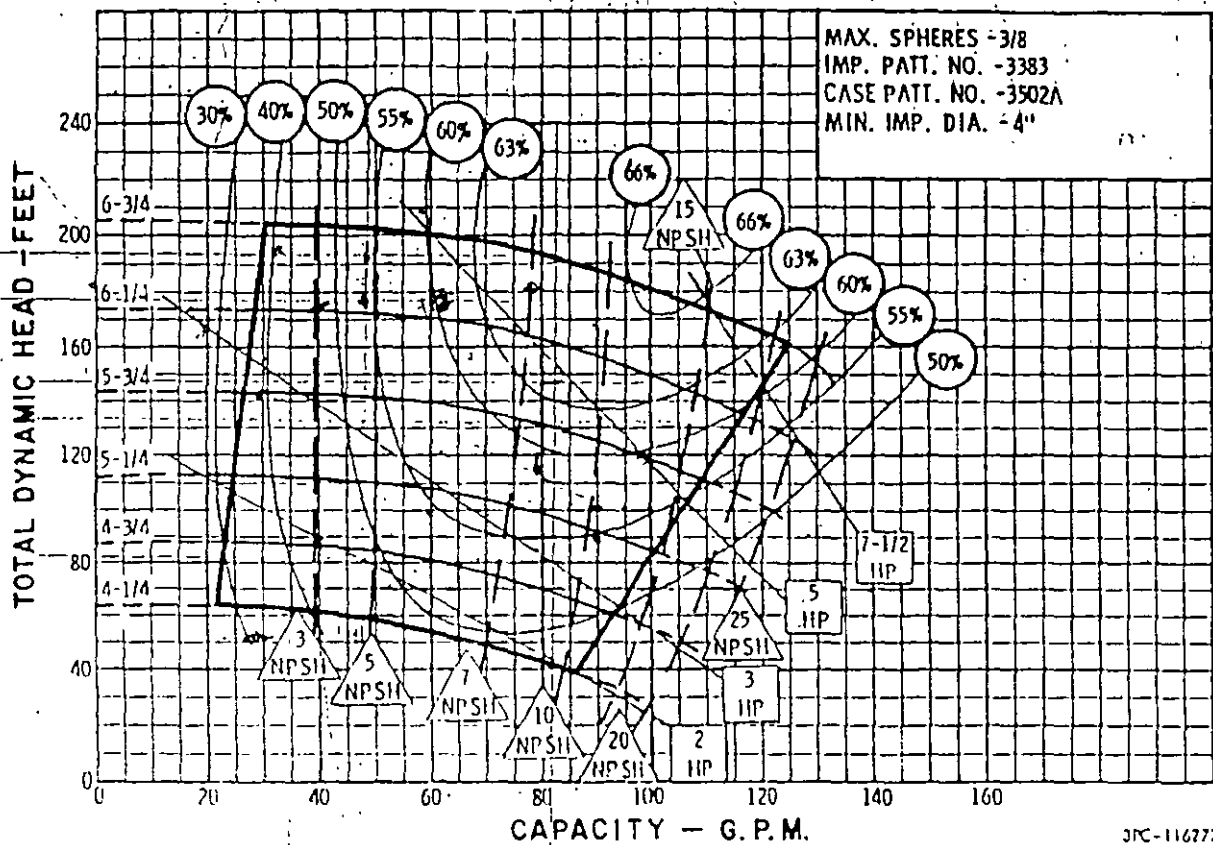 MAX. SPHERES -3/8
IMP. PATT. NO. -3383
CASE PATT. NO. -3502A
MIN. IMP. DIA. -4"
TOTAL DYNAMIC HEAD-FEET
240
200
160
120
80
40
0
30%
40%
50%
55%
60%
63%
66%
66%
63%
60%
55%
50%
6-3/4
6-1/4
5-3/4
5-1/4
4-3/4
4-1/4
15
NPSH
3
NPSH
5
NPSH
7
NPSH
10
NPSH
20
NPSH
25
NPSH
7-1/2
HP
5
HP
3
HP
2
HP
0
20
40
60
80
100
120
140
160
CAPACITY - G.P.M.